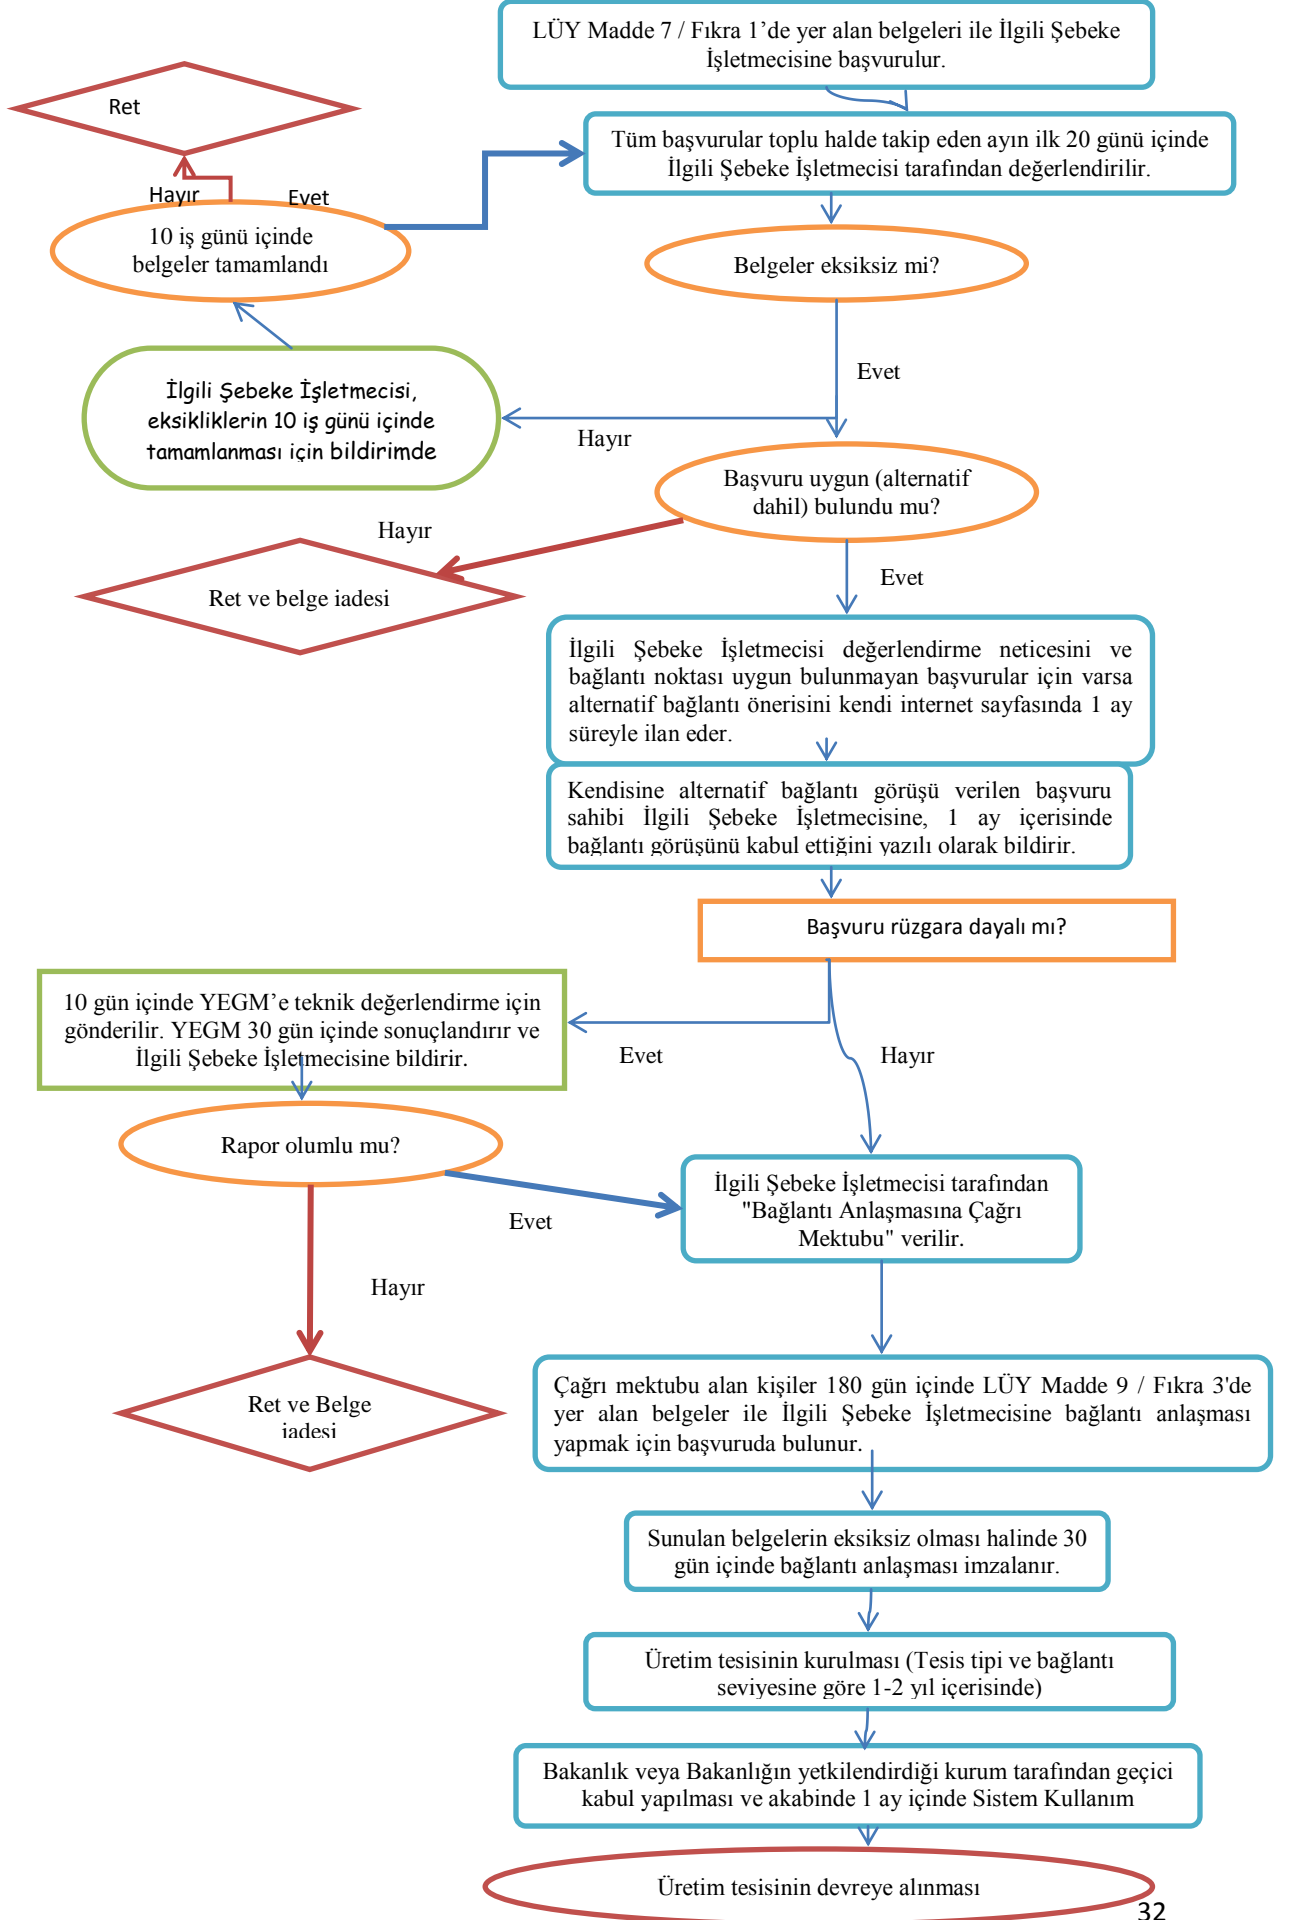 LÜY Madde 7 / Fıkra 1’de yer alan belgeleri ile İlgili Şebeke
İşletmecisine başvurulur.
Ret
Tüm başvurular toplu halde takip eden ayın ilk 20 günü içinde
İlgili Şebeke İşletmecisi tarafından değerlendirilir.
Hayır
Evet
10 iş günü içinde
belgeler tamamlandı
Belgeler eksiksiz mi?
Evet
İlgili Şebeke İşletmecisi,
eksikliklerin 10 iş günü içinde
tamamlanması için bildirimde
Hayır
Başvuru uygun (alternatif
dahil) bulundu mu?
Hayır
Evet
Ret ve belge iadesi
İlgili Şebeke İşletmecisi değerlendirme neticesini ve
bağlantı noktası uygun bulunmayan başvurular için varsa
alternatif bağlantı önerisini kendi internet sayfasında 1 ay
süreyle ilan eder.
Kendisine alternatif bağlantı görüşü verilen başvuru
sahibi İlgili Şebeke İşletmecisine, 1 ay içerisinde
bağlantı görüşünü kabul ettiğini yazılı olarak bildirir.
Başvuru rüzgara dayalı mı?
10 gün içinde YEGM’e teknik değerlendirme için
gönderilir. YEGM 30 gün içinde sonuçlandırır ve
İlgili Şebeke İşletmecisine bildirir.
Evet
Hayır
Rapor olumlu mu?
Evet
İlgili Şebeke İşletmecisi tarafından
"Bağlantı Anlaşmasına Çağrı
Mektubu" verilir.
Hayır
Ret ve Belge
iadesi
Çağrı mektubu alan kişiler 180 gün içinde LÜY Madde 9 / Fıkra 3'de
yer alan belgeler ile İlgili Şebeke İşletmecisine bağlantı anlaşması
yapmak için başvuruda bulunur.
Sunulan belgelerin eksiksiz olması halinde 30
gün içinde bağlantı anlaşması imzalanır.
Üretim tesisinin kurulması (Tesis tipi ve bağlantı
seviyesine göre 1-2 yıl içerisinde)
Bakanlık veya Bakanlığın yetkilendirdiği kurum tarafından geçici
kabul yapılması ve akabinde 1 ay içinde Sistem Kullanım
Üretim tesisinin devreye alınması
32